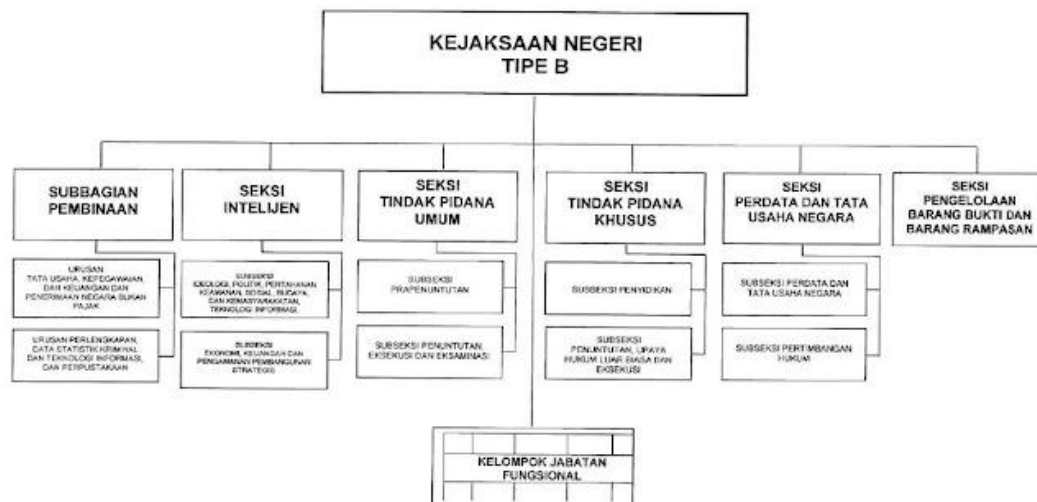 KEJAKSAAN NEGERI
TIPE B
SUBBAGIAN
PEMBINAAN
SEKSI
INTELIJEN
SEKSI
TINDAK PIDANA
UMUM
SEKSI
TINDAK PIDANA
KHUSUS
SEKSI
PERDATA DAN TATA
USAHA NEGARA
SEKSI
PENGELOLAAN
BARANG BUKTI DAN
BARANG RAMPASAN
URUSAN
TATA USAHA, KEPEGAWAIAN,
DAN KEUANGAN DAN
PENERIMAAN NEGARA BUKAN
PAJAK
SUBSEKSI
IDEOLOGI, POLITIK, PERTAHANAN
KEAMANAN, SOSIAL, BUDAYA,
DAN KEMASYARAKATAN,
TEKNOLOGI INFORMASI,
SUBSEKSI
PRAPENUNTUTAN
SUBSEKSI PENYIDIKAN
SUBSEKSI PERDATA DAN
TATA USAHA NEGARA
URUSAN PERLENGKAPAN,
DATA STATISTIK KRIMINAL
DAN TEKNOLOGI INFORMASI,
DAN PERPUSTAKAAN
SUBSEKSI
EKONOMI, KEUANGAN DAN
PENGAMANAN PEMBANGUNAN
STRATEGIS
SUBSEKSI PENUNTUTAN,
EKSEKUSI DAN EKSAMINASI
SUBSEKSI
PENUNTUTAN, UPAYA
HUKUM LUAR BIASA DAN
EKSEKUSI
SUBSEKSI PERTIMBANGAN
HUKUM
KELOMPOK JABATAN
FUNGSIONAL